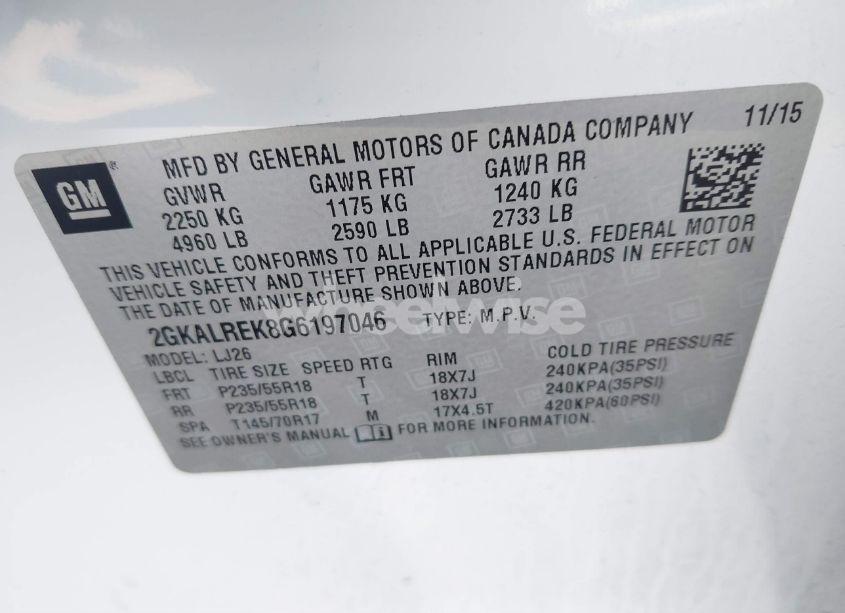 MFD BY GENERAL MOTORS OF CANADA COMPANY 11/15
GM
GVWR GAWR FRT GAWR RR
2250 KG 1175 KG 1240 KG
4960 LB 2590 LB 2733 LB
THIS VEHICLE CONFORMS TO ALL APPLICABLE U.S. FEDERAL MOTOR
VEHICLE SAFETY AND THEFT PREVENTION STANDARDS IN EFFECT ON
THE DATE OF MANUFACTURE SHOWN ABOVE.
wheelwise
2GKALREK8G6197046 TYPE: M.P.V.
MODEL: LJ26
LBCL TIRE SIZE SPEED RTG RIM COLD TIRE PRESSURE
FRT P235/55R18 T 18X7J 240KPA(35PSI)
RR P235/55R18 T 18X7J 240KPA(35PSI)
SPA T145/70R17 M 17X4.5T 420KPA(60PSI)
SEE OWNER'S MANUAL FOR MORE INFORMATION.